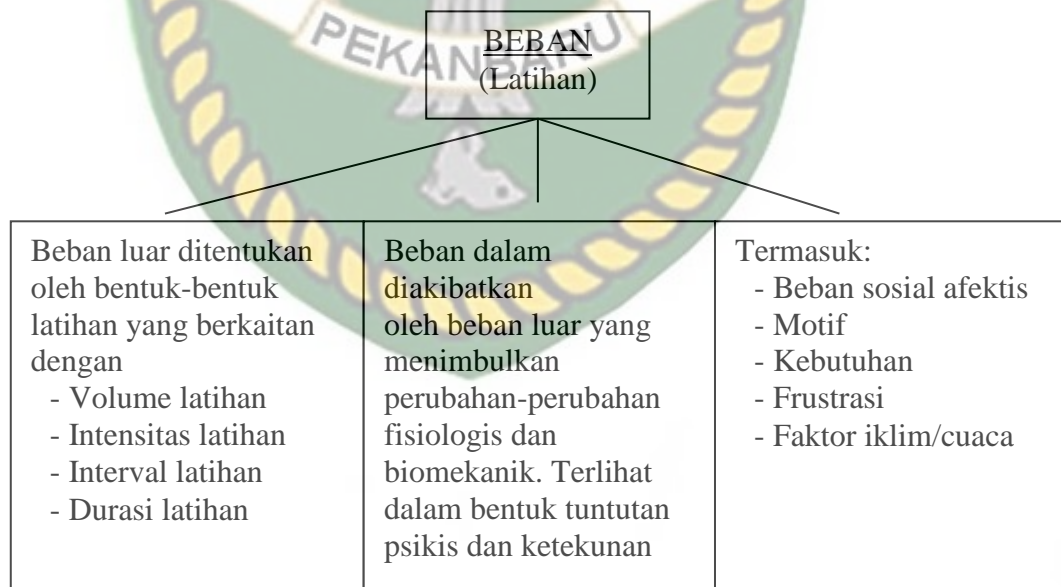 PEKANBARU
BEBAN
(Latihan)
Beban luar ditentukan
oleh bentuk-bentuk
latihan yang berkaitan
dengan
- Volume latihan
- Intensitas latihan
- Interval latihan
- Durasi latihan
Beban dalam
diakibatkan
oleh beban luar yang
menimbulkan
perubahan-perubahan
fisiologis dan
biomekanik. Terlihat
dalam bentuk tuntutan
psikis dan ketekunan
Termasuk:
- Beban sosial afektis
- Motif
- Kebutuhan
- Frustrasi
- Faktor iklim/cuaca